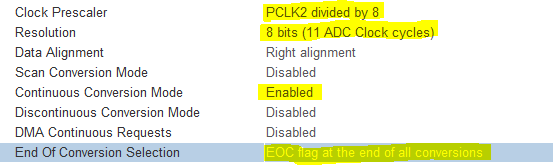 Clock Prescaler PCLK2 divided by 8
Resolution 8 bits (11 ADC Clock cycles)
Data Alignment Right alignment
Scan Conversion Mode Disabled
Continuous Conversion Mode Enabled
Discontinuous Conversion Mode Disabled
DMA Continuous Requests Disabled
End Of Conversion Selection EOC flag at the end of all conversions